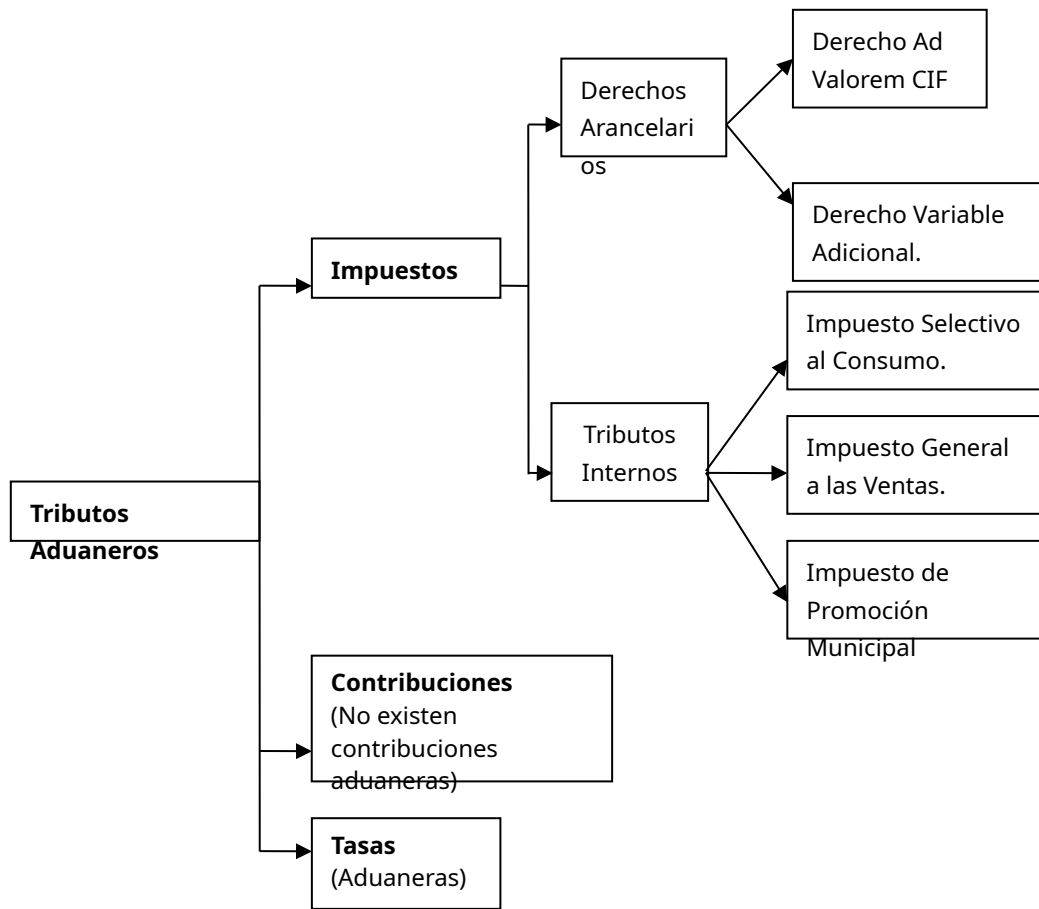 Derecho Ad
Valorem CIF
Derechos
Arancelari
os
Derecho Variable
Adicional.
Impuestos
Impuesto Selectivo
al Consumo.
Tributos
Internos
Impuesto General
a las Ventas.
Tributos
Aduaneros
Impuesto de
Promoción
Municipal
Contribuciones
(No existen
contribuciones
aduaneras)
Tasas
(Aduaneras)